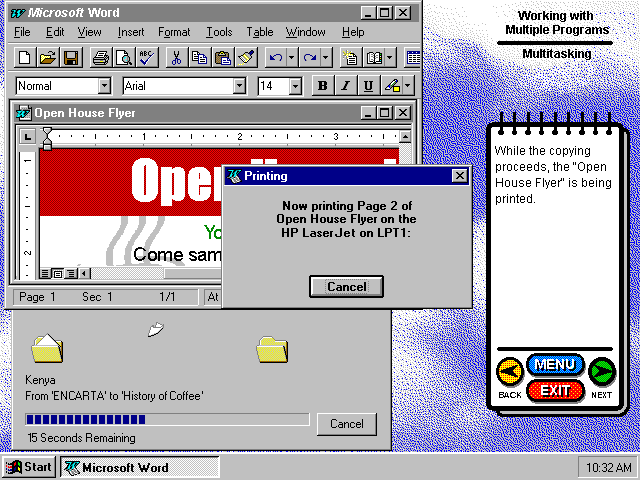 Microsoft Word
File Edit View Insert Format Tools Table Window Help
Normal Arial 14 B I U
Open House Flyer
1 2 3
Open
Yo
Come sam
Page 1 Sec 1 1/1 At
Printing
Now printing Page 2 of
Open House Flyer on the
HP LaserJet on LPT1:
Cancel
Kenya
From 'ENCARTA' to 'History of Coffee'
Cancel
15 Seconds Remaining
Working with
Multiple Programs
Multitasking
While the copying
proceeds, the "Open
House Flyer" is being
printed.
MENU
EXIT
BACK NEXT
Start Microsoft Word 10:32 AM